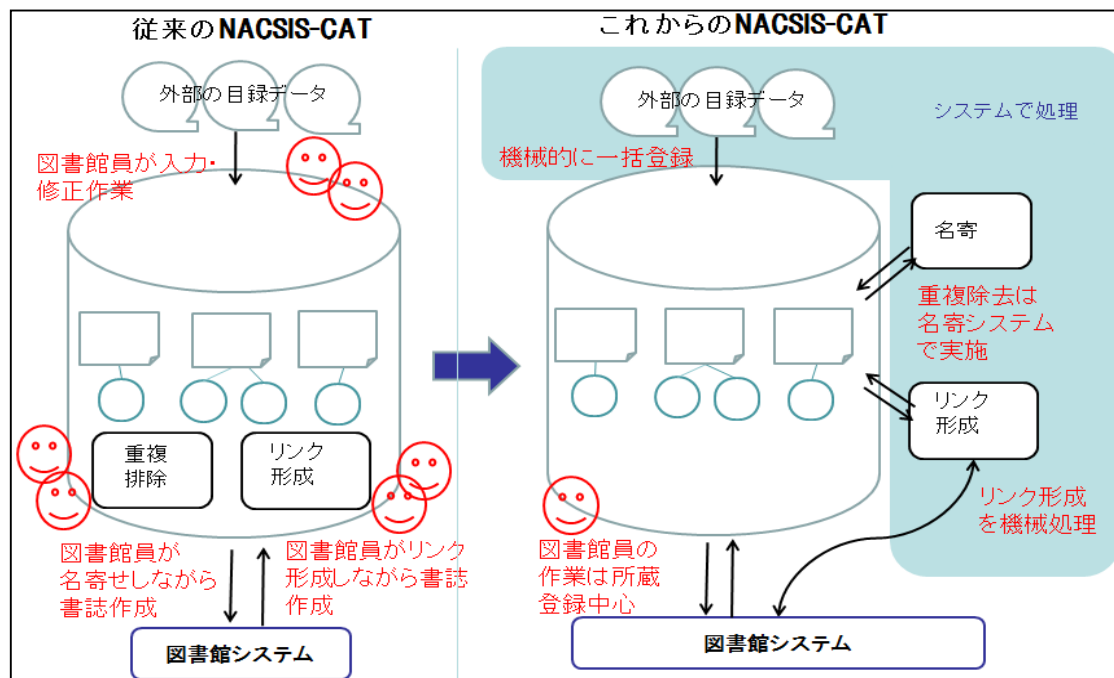 従来のNACSIS-CAT
外部の目録データ
図書館員が入力・
修正作業
重複
排除
リンク
形成
図書館員が
名寄せしながら
書誌作成
図書館員がリンク
形成しながら書誌
作成
図書館システム
これからのNACSIS-CAT
外部の目録データ
システムで処理
機械的に一括登録
名寄
重複除去は
名寄システム
で実施
リンク
形成
リンク形成
を機械処理
図書館員の
作業は所蔵
登録中心
図書館システム